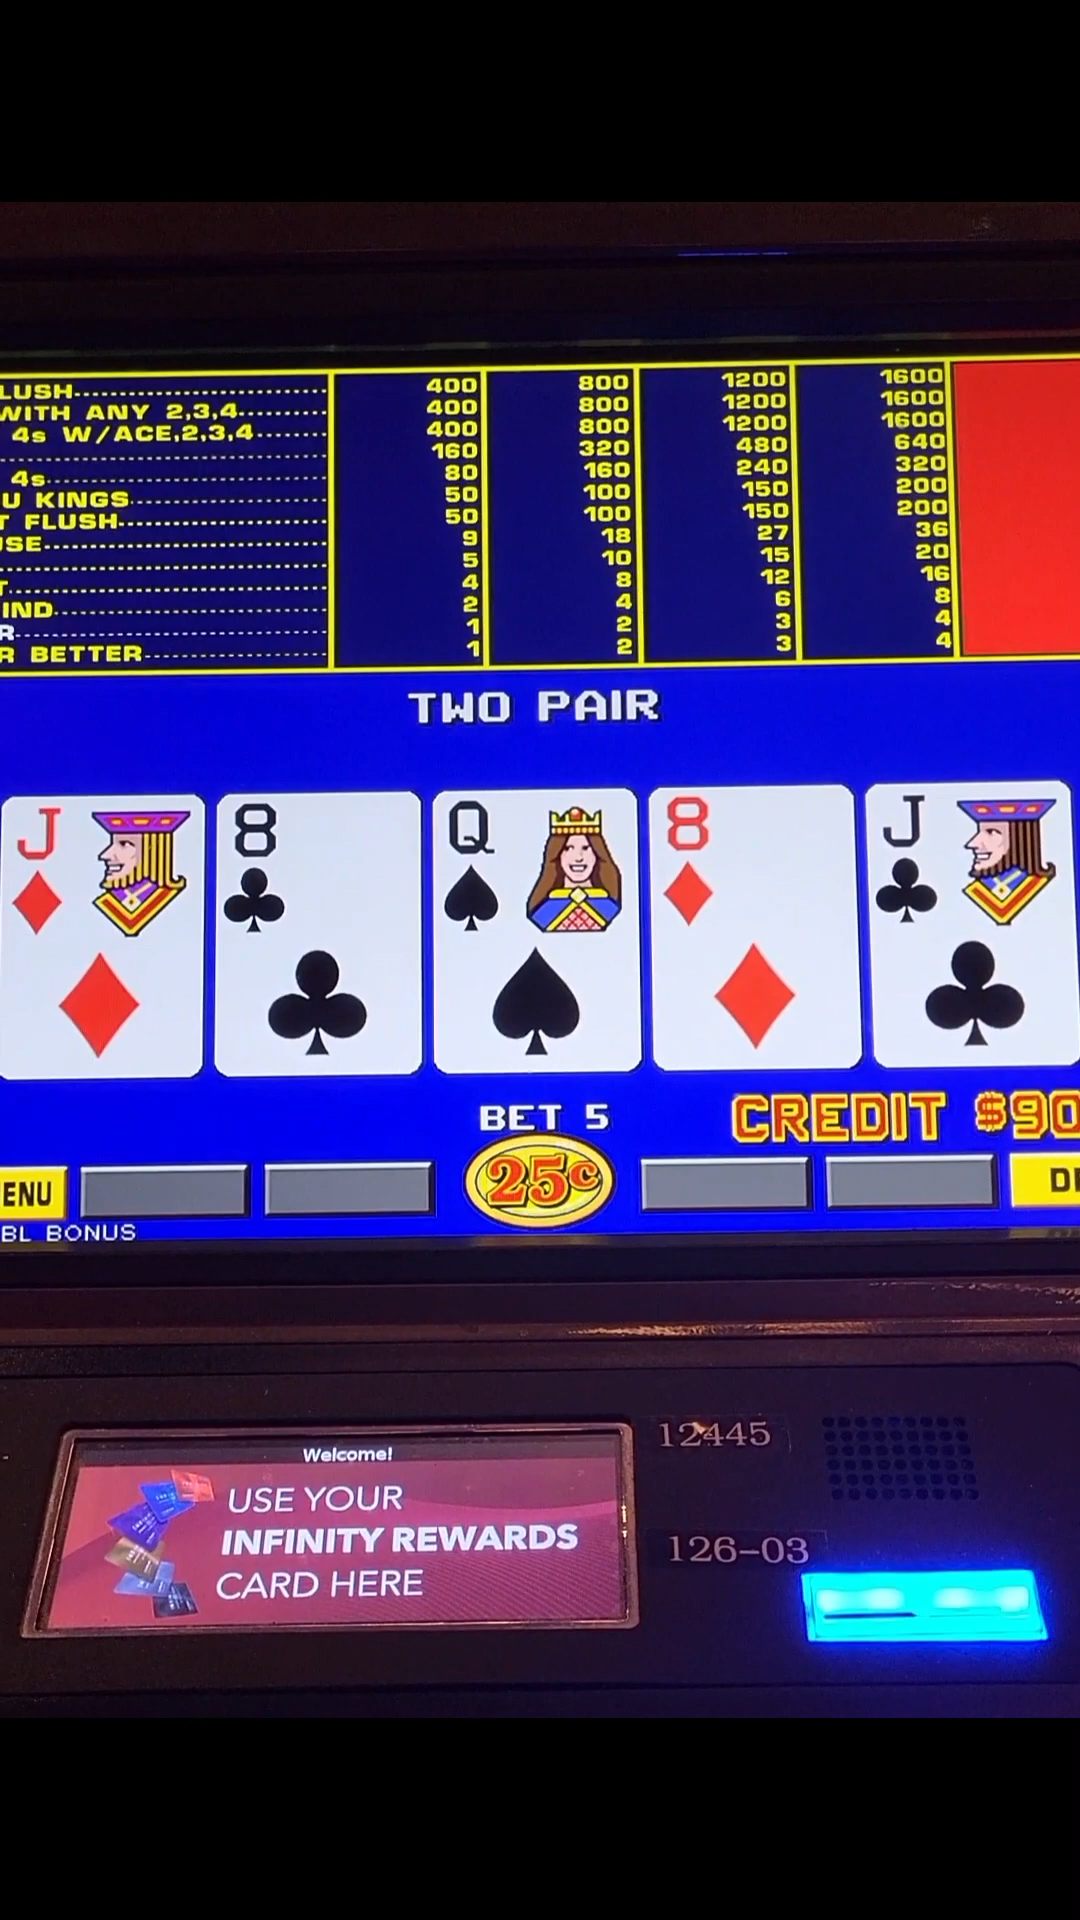 LUSH 400 800 1200 1600
WITH ANY 2,3,4 400 800 1200 1600
4s W/ACE,2,3,4 400 800 1200 1600
160 320 480 640
4s 80 160 240 320
U KINGS 50 100 150 200
T FLUSH 50 100 150 200
USE 9 18 27 36
5 10 15 20
T 4 8 12 16
IND 2 4 6 8
R 1 2 3 4
R BETTER 1 2 3 4
TWO PAIR
J 8 Q 8 J
BET 5 CREDIT $90
ENU 25¢ D
BL BONUS
Welcome!
USE YOUR
INFINITY REWARDS
CARD HERE
12445
126-03